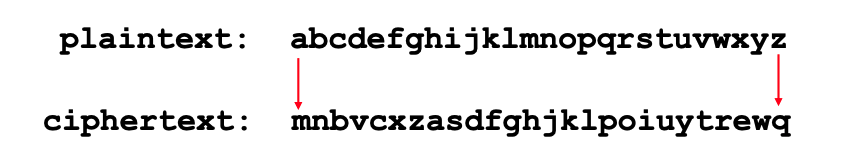 plaintext: abcdefghijklmnopqrstuvwxyz
ciphertext: mnbvcxzasdfghjklpoiuytrewq